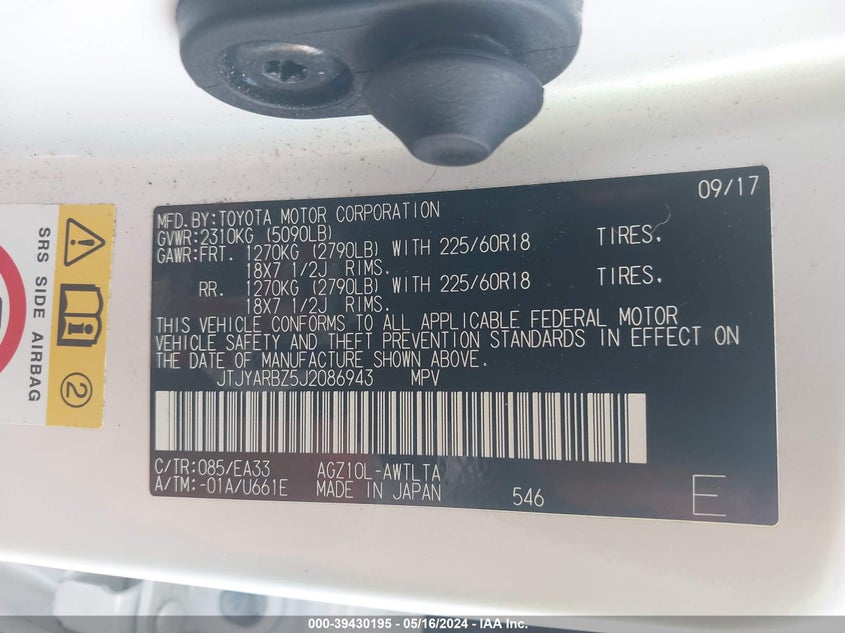 09/17
MFD.BY:TOYOTA MOTOR CORPORATION
GVWR:2310KG (5090LB)
GAWR:FRT. 1270KG (2790LB) WITH 225/60R18 TIRES.
18X7 1/2J RIMS.
RR. 1270KG (2790LB) WITH 225/60R18 TIRES.
18X7 1/2J RIMS.
THIS VEHICLE CONFORMS TO ALL APPLICABLE FEDERAL MOTOR
VEHICLE SAFETY AND THEFT PREVENTION STANDARDS IN EFFECT ON
THE DATE OF MANUFACTURE SHOWN ABOVE.
JTJYARBZ5J2086943 MPV
C/TR:085/EA33 AGZ10L-AWTLTA
A/TM:-01A/U661E MADE IN JAPAN 546 E
SRS SIDE AIRBAG
2
000-39430195 - 05/16/2024 - IAA Inc.